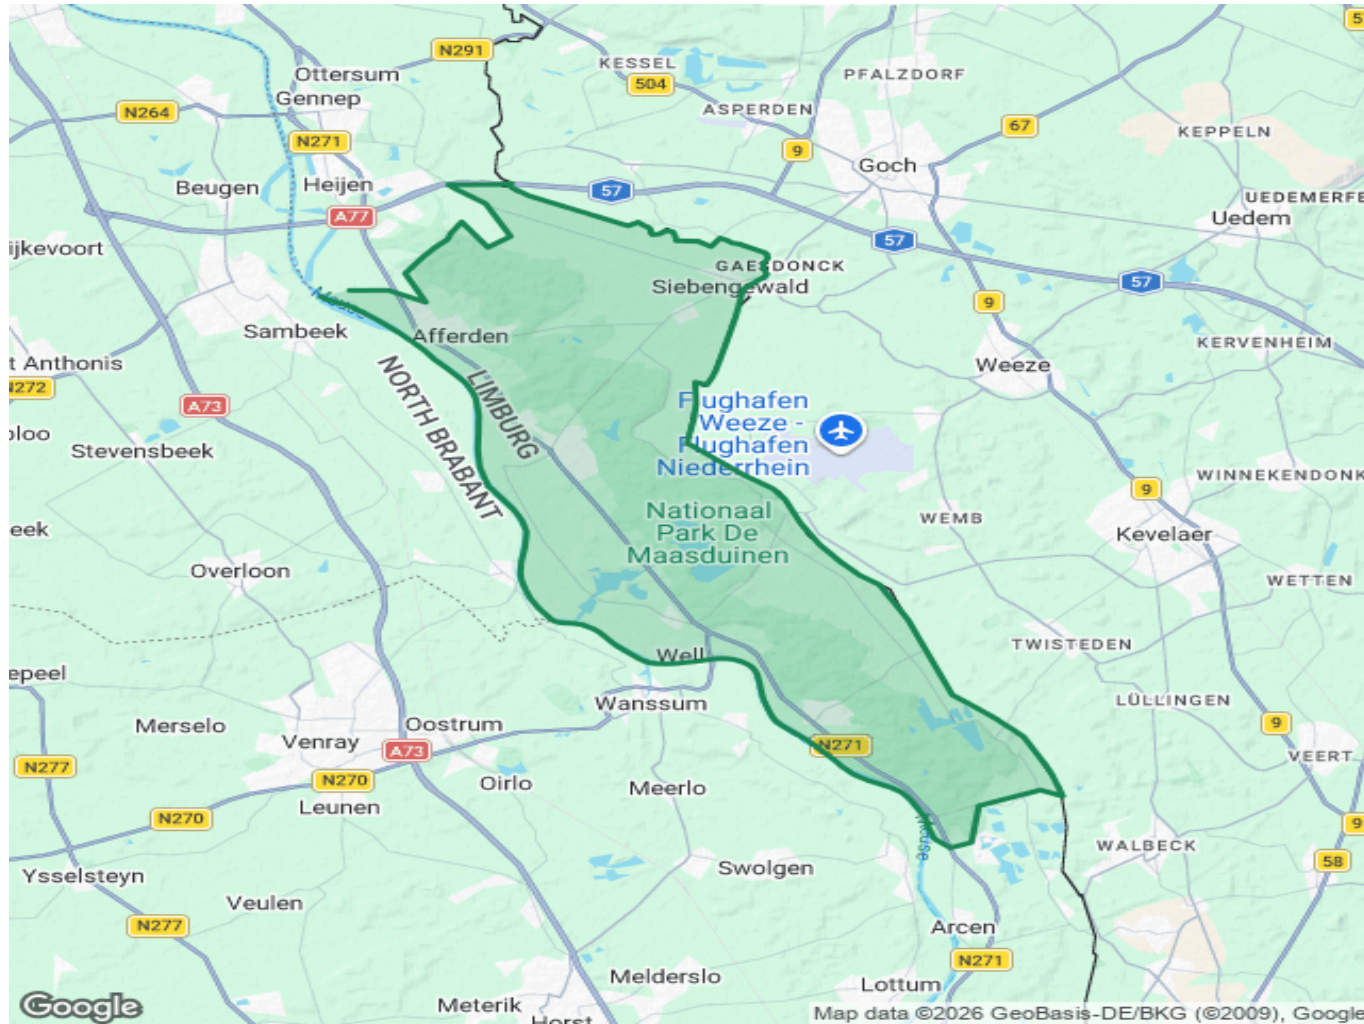 N291
KESSEL
504
Ottersum
PFALZDORF
Gennep
ASPERDEN
N264
67
KEPPELN
N271
9
Goch
Heijen
Beugen
57
UEDEMERFE
A77
Uedem
57
ijkevoort
GAESDONCK
Siebengewald
57
Meuse
9
Sambeek
Afferden
KERVENHEIM
t Anthonis
Weeze
N272
NORTH BRABANT
LIMBURG
A73
Flughafen
Weeze -
Flughafen
Niederrhein
oloo
Stevensbeek
WINNEKENDONK
9
Nationaal
Park De
Maasduinen
WEMB
eek
Kevelaer
Overloon
WETTEN
TWISTEDEN
Well
epeel
Wanssum
LÜLLINGEN
Merselo
Oostrum
9
Venray
A73
N271
VEERT
N277
N270
Oirlo
Meerlo
Leunen
N270
9
Meuse
WALBECK
58
Swolgen
Ysselsteyn
Veulen
N277
Arcen
N271
Melderslo
Lottum
Meterik
Horst
Google
Map data ©2026 GeoBasis-DE/BKG (©2009), Google